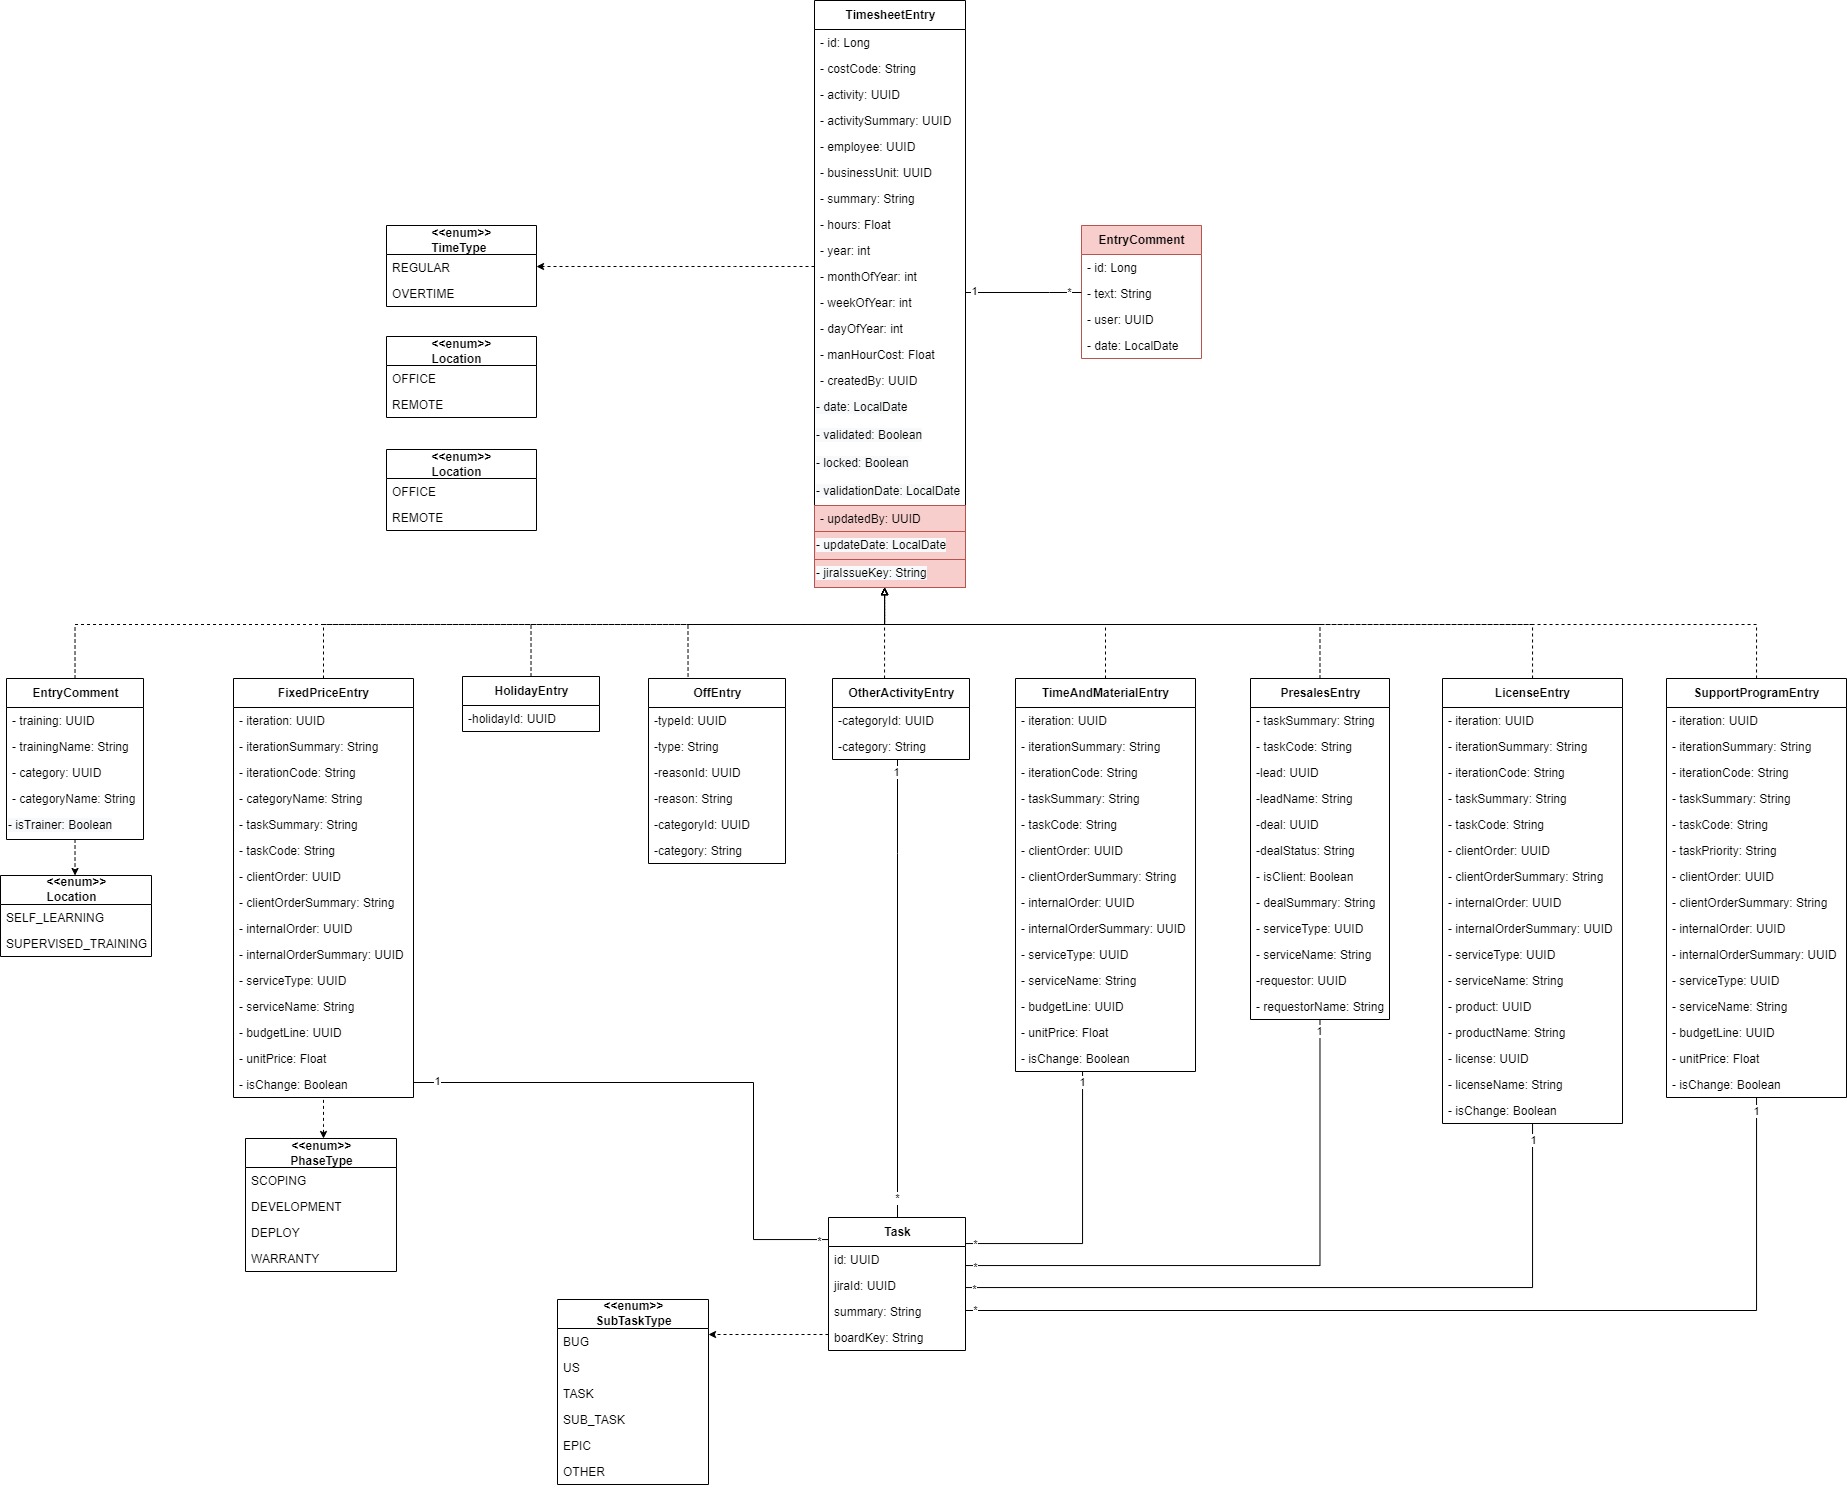 TimesheetEntry
- id: Long
- costCode: String
- activity: UUID
- activitySummary: UUID
- employee: UUID
- businessUnit: UUID
- summary: String
- hours: Float
- year: int
- monthOfYear: int
- weekOfYear: int
- dayOfYear: int
- manHourCost: Float
- createdBy: UUID
- date: LocalDate
- validated: Boolean
- locked: Boolean
- validationDate: LocalDate
- updatedBy: UUID
- updateDate: LocalDate
- jiraIssueKey: String
<<enum>>
TimeType
REGULAR
OVERTIME
<<enum>>
Location
OFFICE
REMOTE
<<enum>>
Location
OFFICE
REMOTE
1
*
EntryComment
- id: Long
- text: String
- user: UUID
- date: LocalDate
EntryComment
- training: UUID
- trainingName: String
- category: UUID
- categoryName: String
- isTrainer: Boolean
<<enum>>
Location
SELF_LEARNING
SUPERVISED_TRAINING
FixedPriceEntry
- iteration: UUID
- iterationSummary: String
- iterationCode: String
- categoryName: String
- taskSummary: String
- taskCode: String
- clientOrder: UUID
- clientOrderSummary: String
- internalOrder: UUID
- internalOrderSummary: UUID
- serviceType: UUID
- serviceName: String
- budgetLine: UUID
- unitPrice: Float
- isChange: Boolean
1
*
<<enum>>
PhaseType
SCOPING
DEVELOPMENT
DEPLOY
WARRANTY
HolidayEntry
-holidayId: UUID
OffEntry
-typeId: UUID
-type: String
-reasonId: UUID
-reason: String
-categoryId: UUID
-category: String
OtherActivityEntry
-categoryId: UUID
-category: String
1
*
TimeAndMaterialEntry
- iteration: UUID
- iterationSummary: String
- iterationCode: String
- taskSummary: String
- taskCode: String
- clientOrder: UUID
- clientOrderSummary: String
- internalOrder: UUID
- internalOrderSummary: UUID
- serviceType: UUID
- serviceName: String
- budgetLine: UUID
- unitPrice: Float
- isChange: Boolean
1
*
PresalesEntry
- taskSummary: String
- taskCode: String
-lead: UUID
-leadName: String
-deal: UUID
-dealStatus: String
- isClient: Boolean
- dealSummary: String
- serviceType: UUID
- serviceName: String
-requestor: UUID
- requestorName: String
1
*
LicenseEntry
- iteration: UUID
- iterationSummary: String
- iterationCode: String
- taskSummary: String
- taskCode: String
- clientOrder: UUID
- clientOrderSummary: String
- internalOrder: UUID
- internalOrderSummary: UUID
- serviceType: UUID
- serviceName: String
- product: UUID
- productName: String
- license: UUID
- licenseName: String
- isChange: Boolean
1
*
SupportProgramEntry
- iteration: UUID
- iterationSummary: String
- iterationCode: String
- taskSummary: String
- taskCode: String
- taskPriority: String
- clientOrder: UUID
- clientOrderSummary: String
- internalOrder: UUID
- internalOrderSummary: UUID
- serviceType: UUID
- serviceName: String
- budgetLine: UUID
- unitPrice: Float
- isChange: Boolean
1
*
Task
id: UUID
jiraId: UUID
summary: String
boardKey: String
<<enum>>
SubTaskType
BUG
US
TASK
SUB_TASK
EPIC
OTHER